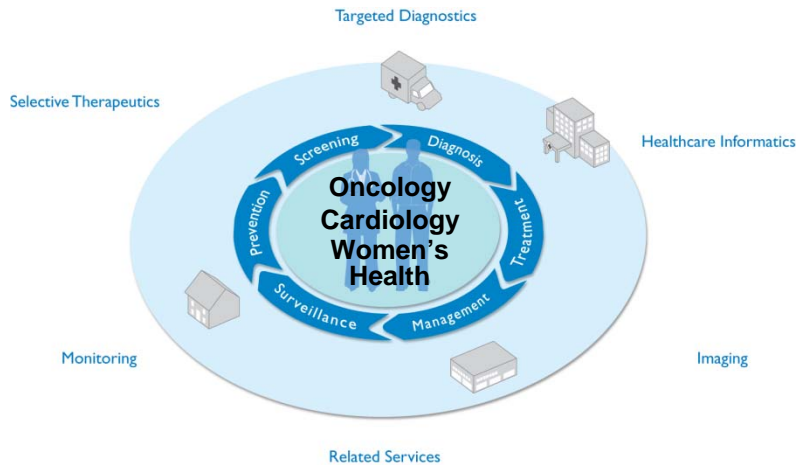 Targeted Diagnostics
Selective Therapeutics
Healthcare Informatics
Screening
Diagnosis
Prevention
Treatment
Oncology
Cardiology
Women's
Health
Surveillance
Management
Monitoring
Imaging
Related Services